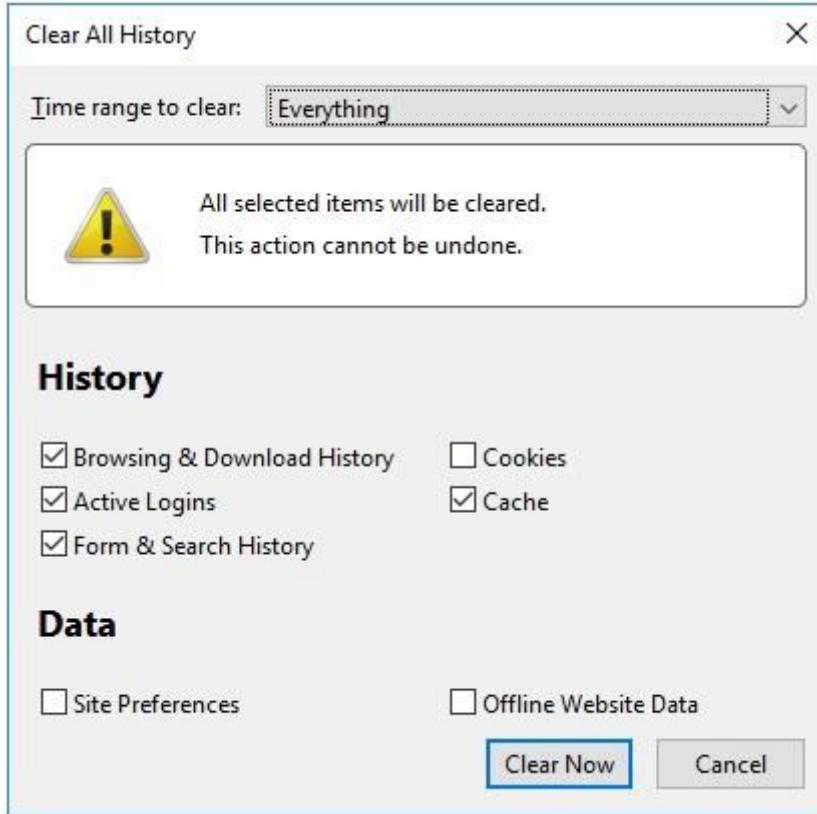 Clear All History
Time range to clear: Everything
All selected items will be cleared.
This action cannot be undone.
History
Browsing & Download History Cookies
Active Logins Cache
Form & Search History
Data
Site Preferences Offline Website Data
Clear Now Cancel